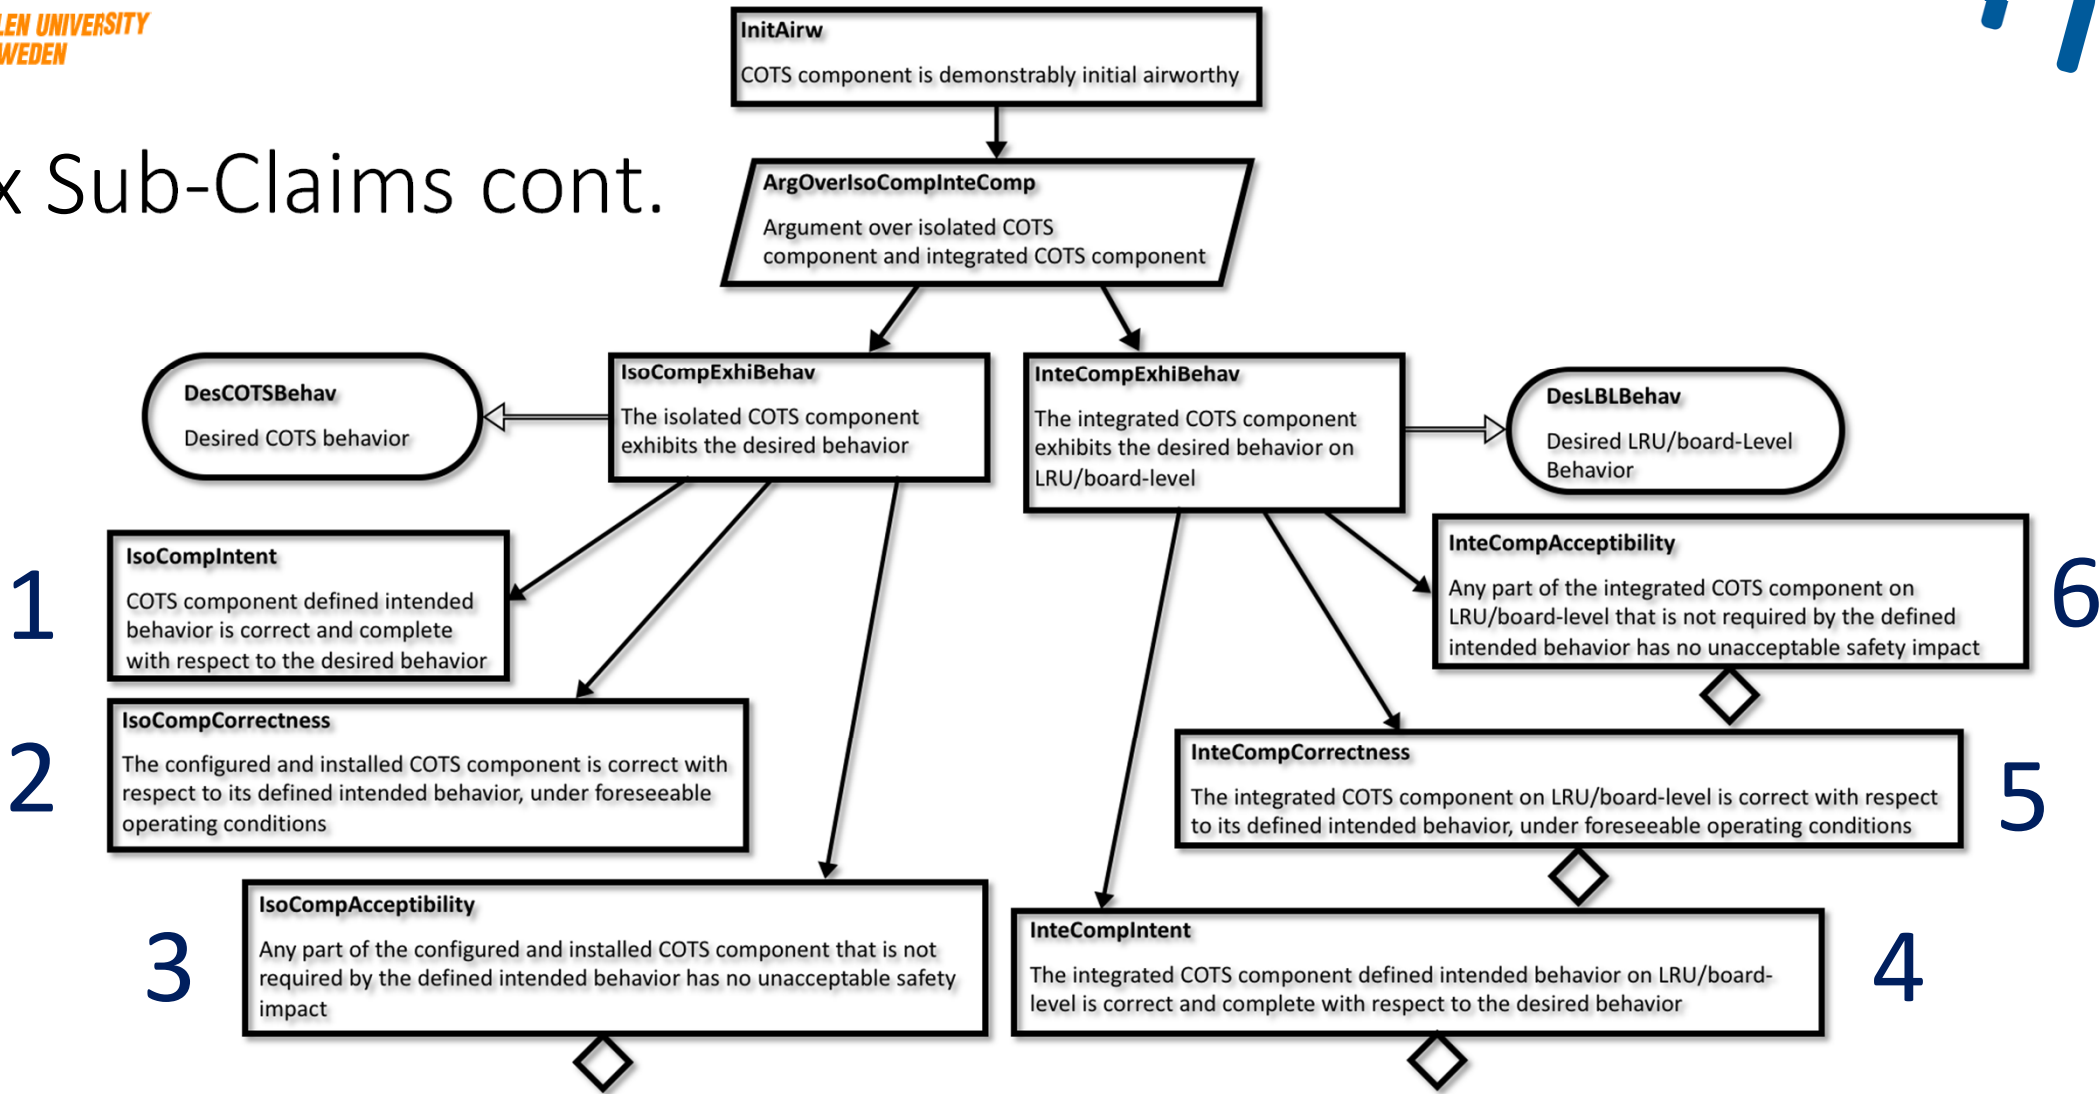 LEN UNIVERSITY
WEDEN
x Sub-Claims cont.
InitAirw
COTS component is demonstrably initial airworthy
ArgOverIsoCompInteComp
Argument over isolated COTS
component and integrated COTS component
DesCOTSBehav
Desired COTS behavior
IsoCompExhiBehav
The isolated COTS component
exhibits the desired behavior
InteCompExhiBehav
The integrated COTS component
exhibits the desired behavior on
LRU/board-level
DesLBLBehav
Desired LRU/board-Level
Behavior
1
IsoCompIntent
COTS component defined intended
behavior is correct and complete
with respect to the desired behavior
InteCompAcceptibility
Any part of the integrated COTS component on
LRU/board-level that is not required by the defined
intended behavior has no unacceptable safety impact
6
2
IsoCompCorrectness
The configured and installed COTS component is correct with
respect to its defined intended behavior, under foreseeable
operating conditions
InteCompCorrectness
The integrated COTS component on LRU/board-level is correct with respect
to its defined intended behavior, under foreseeable operating conditions
5
3
IsoCompAcceptibility
Any part of the configured and installed COTS component that is not
required by the defined intended behavior has no unacceptable safety
impact
InteCompIntent
The integrated COTS component defined intended behavior on LRU/board-
level is correct and complete with respect to the desired behavior
4